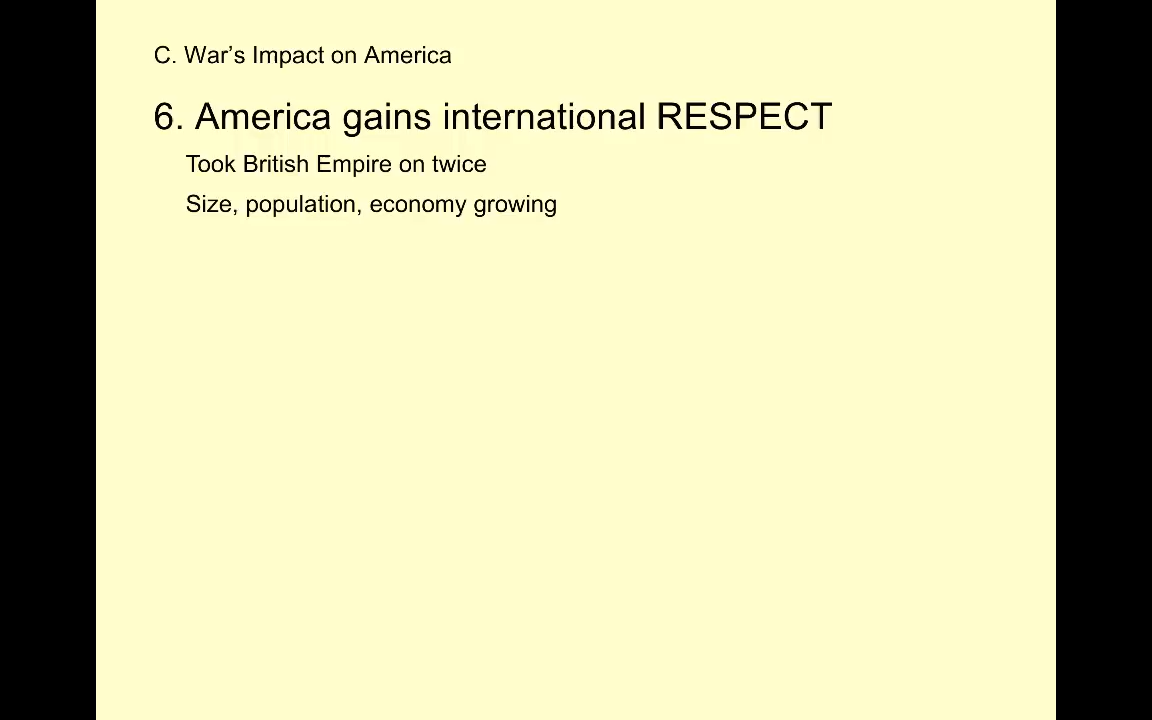 C. War’s Impact on America
6. America gains international RESPECT
Took British Empire on twice
Size, population, economy growing